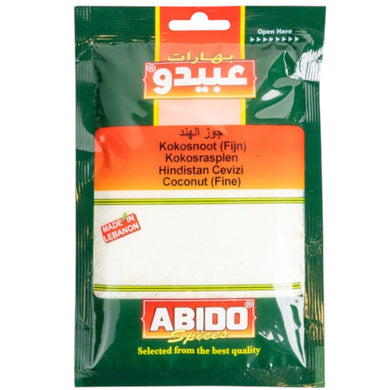 Open Here
بهارات
عبيدو®
جوز الهند
Kokosnoot (Fijn)
Kokosrasplen
Hindistan Cevizi
Coconut (Fine)
MADE IN
LEBANON
ABIDO®
Spices
Selected from the best quality